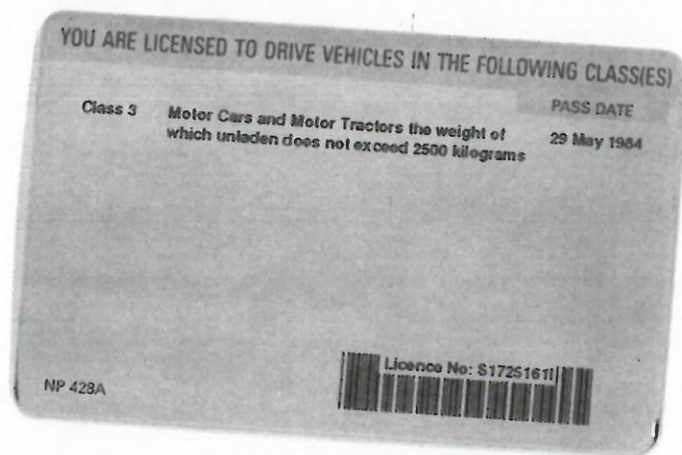 YOU ARE LICENSED TO DRIVE VEHICLES IN THE FOLLOWING CLASS(ES)
PASS DATE
Class 3 Motor Cars and Motor Tractors the weight of 29 May 1984
which unladen does not exceed 2500 kilograms
Licence No: S1725161I
NP 428A